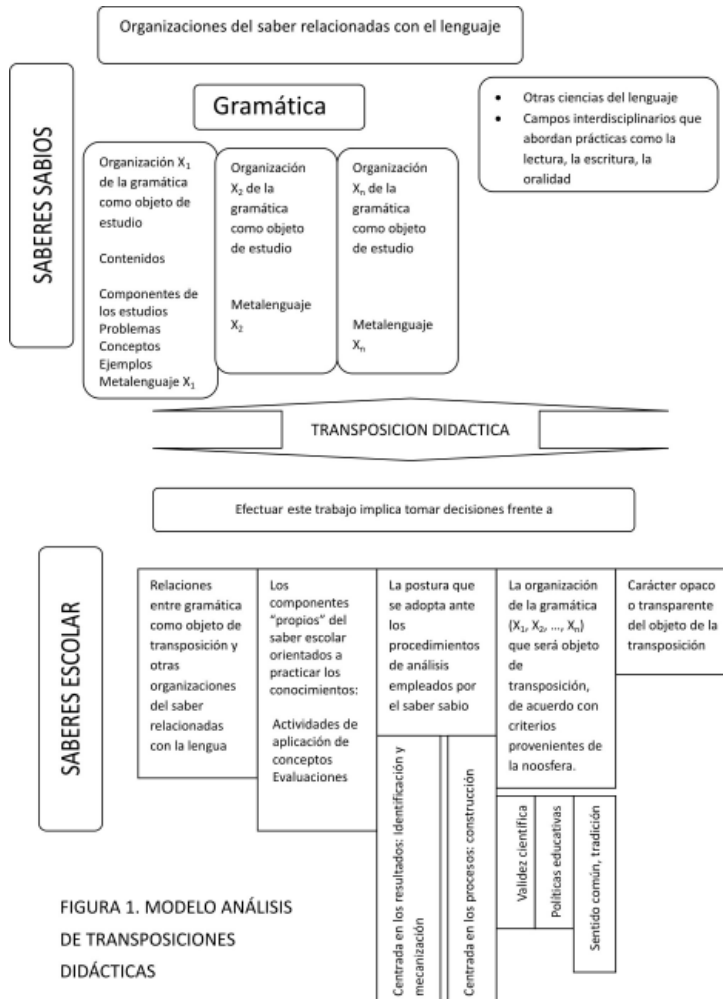 Organizaciones del saber relacionadas con el lenguaje
SABERES SABIOS
Gramática
• Otras ciencias del lenguaje
• Campos interdisciplinarios que
abordan prácticas como la
lectura, la escritura, la
oralidad
Organización X₁
de la gramática
como objeto de
estudio
Contenidos
Componentes de
los estudios
Problemas
Conceptos
Ejemplos
Metalenguaje X₁
Organización
X₂ de la
gramática
como objeto
de estudio
Metalenguaje
X₂
Organización
Xₙ de la
gramática
como objeto
de estudio
Metalenguaje
Xₙ
TRANSPOSICION DIDACTICA
Efectuar este trabajo implica tomar decisiones frente a
SABERES ESCOLAR
Relaciones
entre gramática
como objeto de
transposición y
otras
organizaciones
del saber
relacionadas
con la lengua
Los
componentes
“propios” del
saber escolar
orientados a
practicar los
conocimientos:
Actividades de
aplicación de
conceptos
Evaluaciones
La postura que
se adopta ante
los
procedimientos
de análisis
empleados por
el saber sabio
La organización
de la gramática
(X₁, X₂, ..., Xₙ)
que será objeto
de
transposición,
de acuerdo con
criterios
provenientes de
la noosfera.
Carácter opaco
o transparente
del objeto de la
transposición
Centrada en los resultados: Identificación y
mecanización
Centrada en los procesos: construcción
Validez científica
Políticas educativas
Sentido común, tradición
FIGURA 1. MODELO ANÁLISIS
DE TRANSPOSICIONES
DIDÁCTICAS